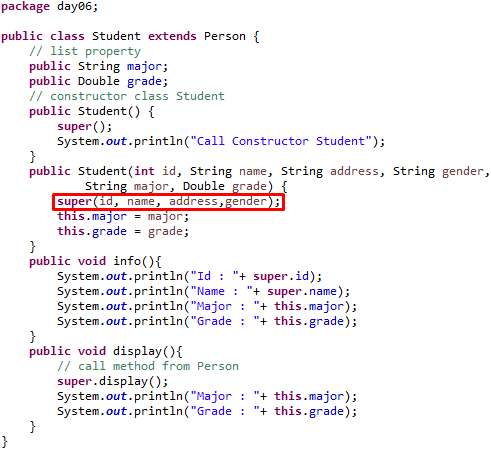 package day06;
public class Student extends Person {
// list property
public String major;
public Double grade;
// constructor class Student
public Student() {
super();
System.out.println("Call Constructor Student");
}
public Student(int id, String name, String address, String gender,
String major, Double grade) {
super(id, name, address,gender);
this.major = major;
this.grade = grade;
}
public void info(){
System.out.println("Id : "+ super.id);
System.out.println("Name : "+ super.name);
System.out.println("Major : "+ this.major);
System.out.println("Grade : "+ this.grade);
}
public void display(){
// call method from Person
super.display();
System.out.println("Major : "+ this.major);
System.out.println("Grade : "+ this.grade);
}
}